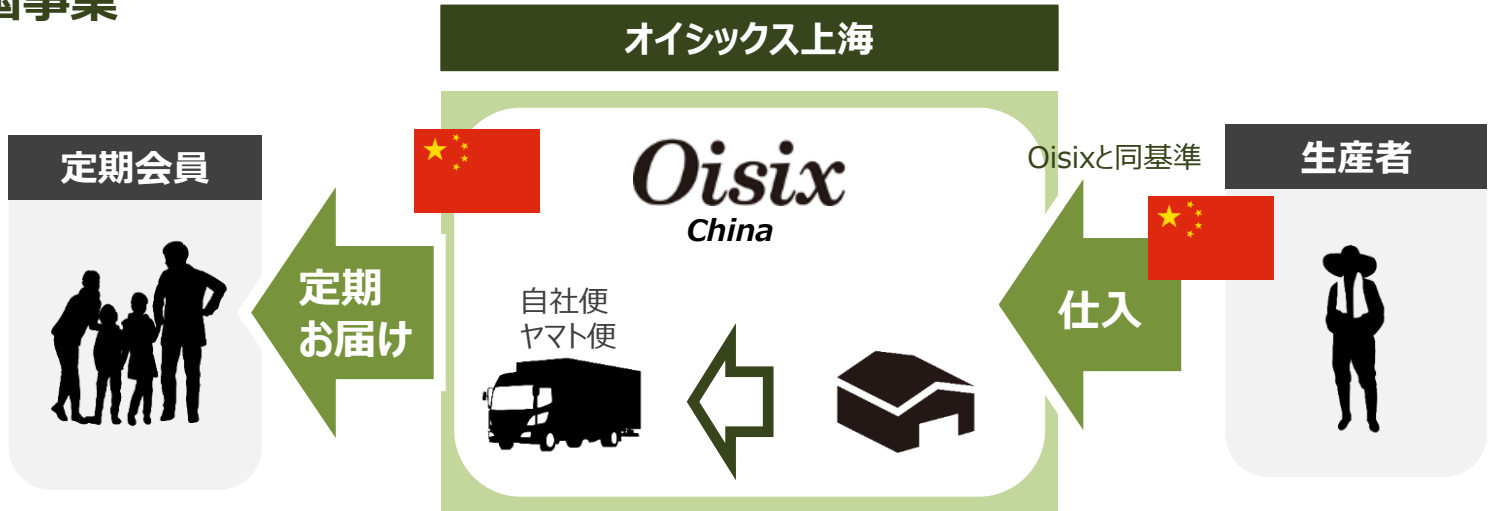 事業
オイシックス上海
定期会員
Oisix
China
Oisixと同基準
生産者
定期
お届け
自社便
ヤマト便
仕入